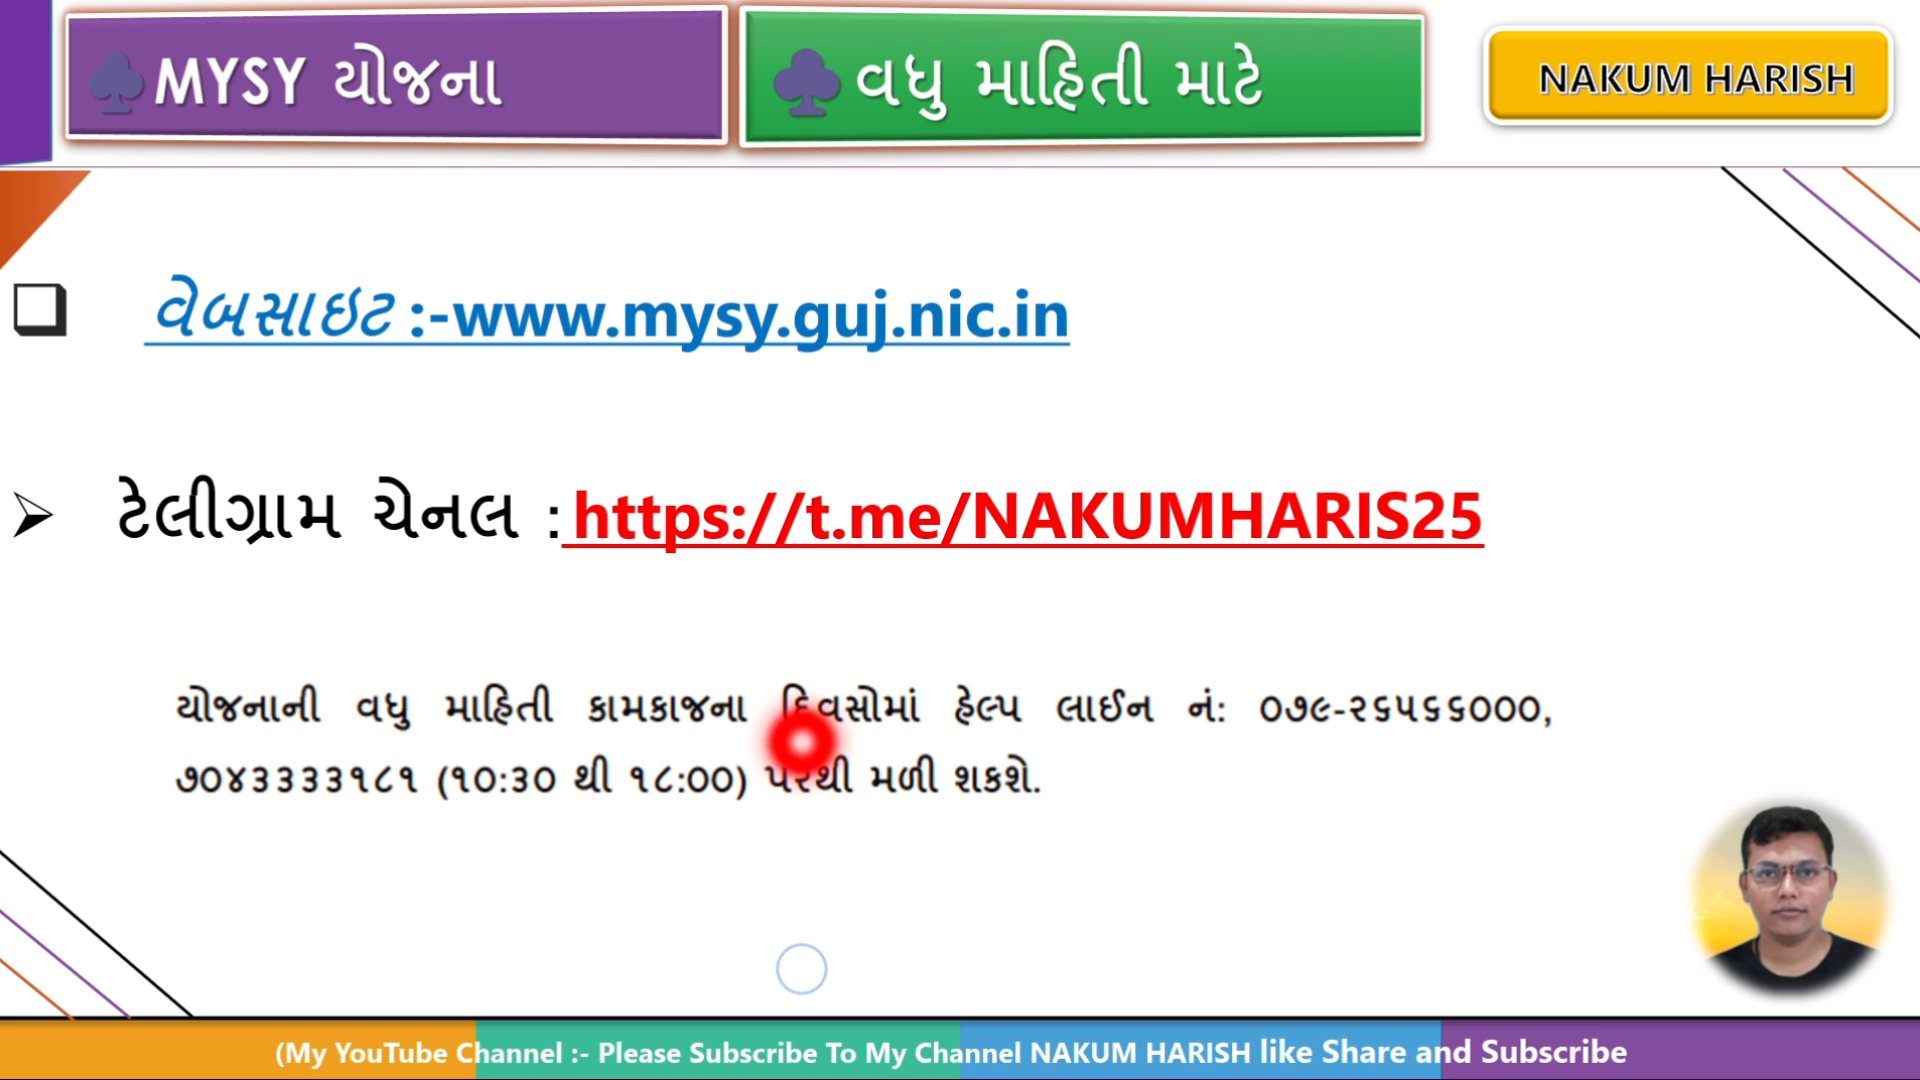 MYSY યોજના
વધુ માહિતી માટે
NAKUM HARISH
વેબસાઇટ :-www.mysy.guj.nic.in
ટેલીગ્રામ ચેનલ : https://t.me/NAKUMHARIS25
યોજનાની વધુ માહિતી કામકાજના દિવસોમાં હેલ્પ લાઈન નં: ૦૭૯-૨૬૫૬૬૦૦૦,
૭૦૪૩૩૩૩૧૮૧ (૧૦:૩૦ થી ૧૮:૦૦) પરથી મળી શકશે.
(My YouTube Channel :- Please Subscribe To My Channel NAKUM HARISH like Share and Subscribe